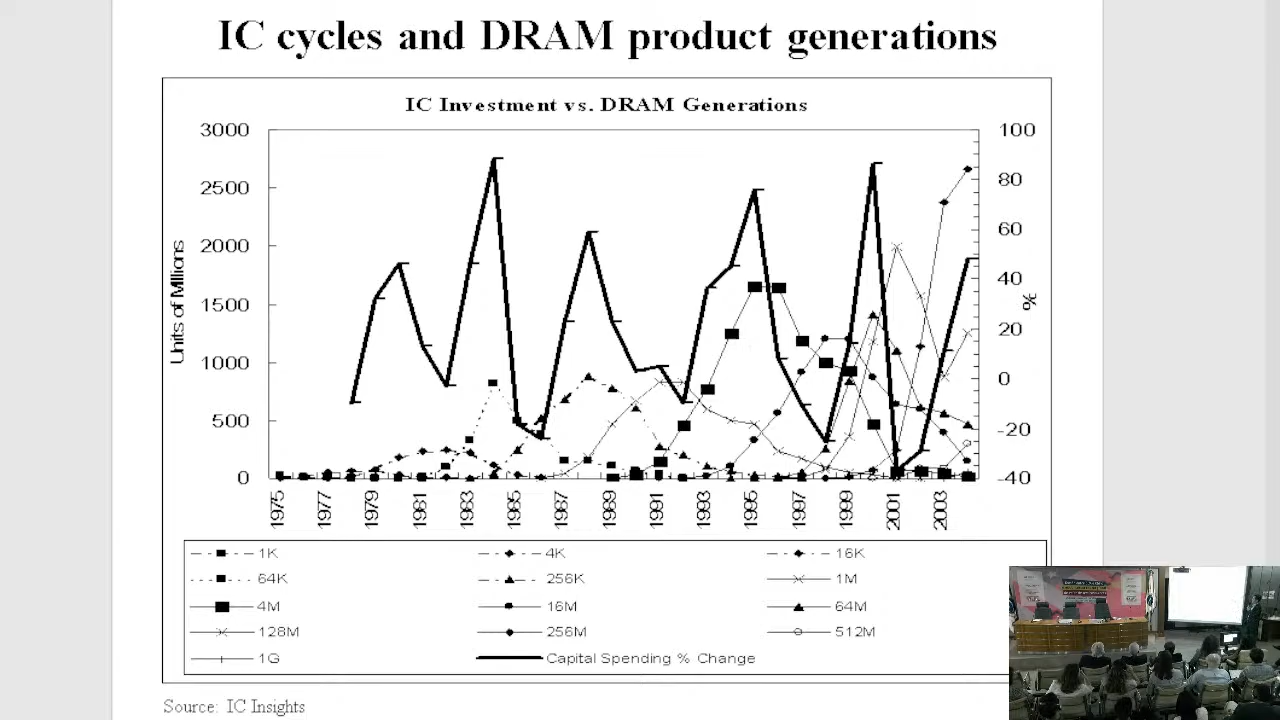 IC cycles and DRAM product generations
IC Investment vs. DRAM Generations
3000
2500
2000
1500
1000
500
0
Units of Millions
100
80
60
40
20
0
-20
-40
%
1975
1977
1979
1981
1983
1985
1987
1989
1991
1993
1995
1997
1999
2001
2003
1K
4K
16K
64K
256K
1M
4M
16M
64M
128M
256M
512M
1G
Capital Spending % Change
Source: IC Insights